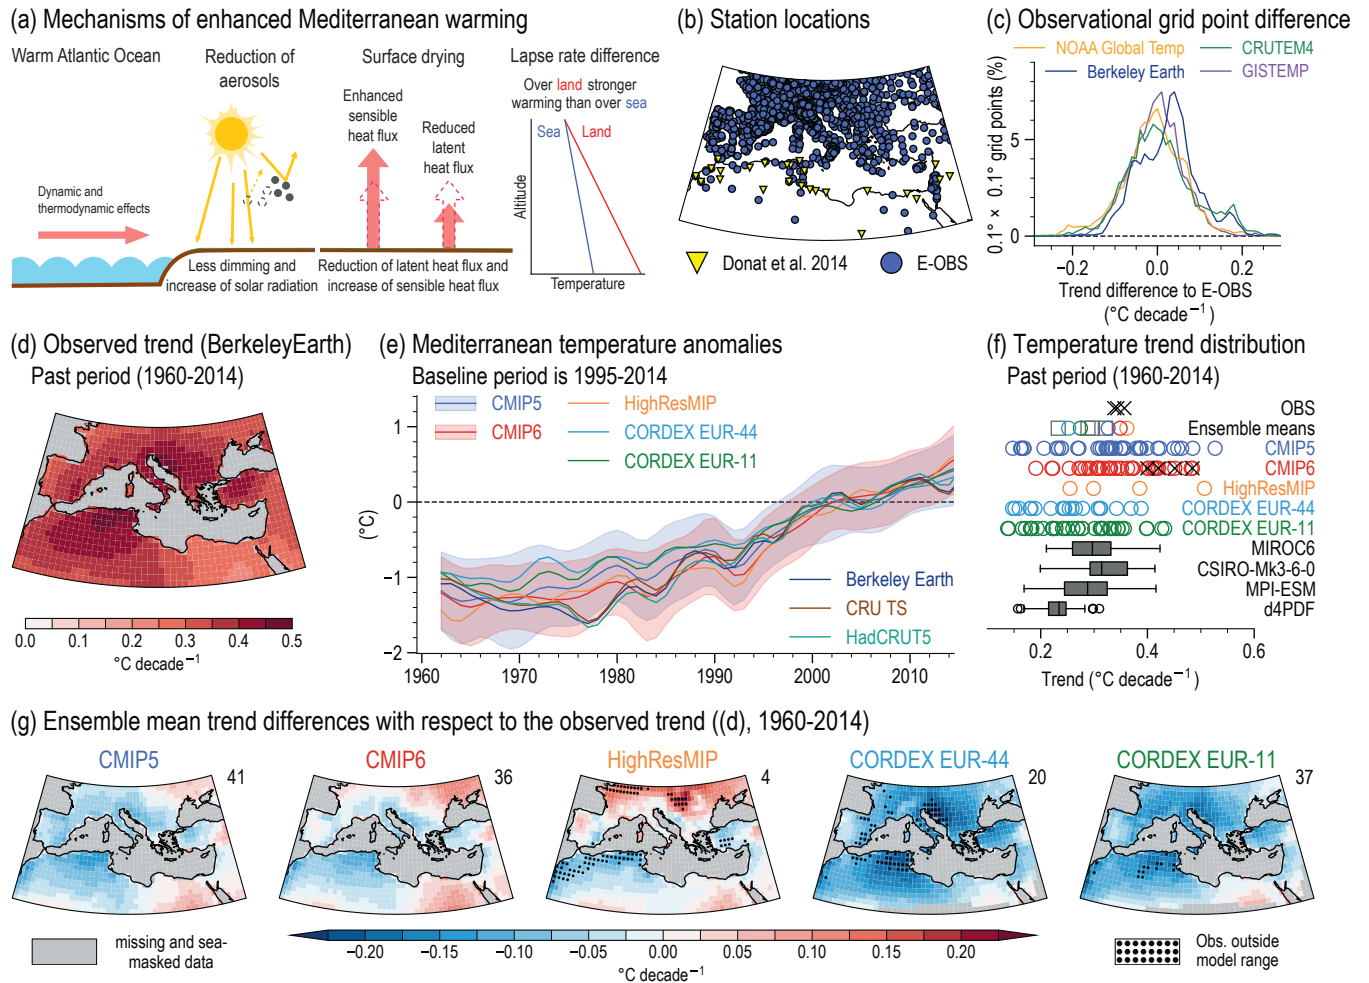 (a) Mechanisms of enhanced Mediterranean warming
Warm Atlantic Ocean
Reduction of
aerosols
Surface drying
Lapse rate difference
Over land stronger
warming than over sea
Enhanced
sensible
heat flux
Reduced
latent
heat flux
Sea
Land
Altitude
Temperature
Dynamic and
thermodynamic effects
Less dimming and
increase of solar radiation
Reduction of latent heat flux and
increase of sensible heat flux
(b) Station locations
Donat et al. 2014
E-OBS
(c) Observational grid point difference
NOAA Global Temp
CRUTEM4
Berkeley Earth
GISTEMP
0.1° × 0.1° grid points (%)
5
0
−0.2
0.0
0.2
Trend difference to E-OBS
(°C decade−1)
(d) Observed trend (BerkeleyEarth)
Past period (1960-2014)
0.0 0.1 0.2 0.3 0.4 0.5
°C decade−1
(e) Mediterranean temperature anomalies
Baseline period is 1995-2014
CMIP5
HighResMIP
CMIP6
CORDEX EUR-44
CORDEX EUR-11
(°C)
1
0
−1
−2
Berkeley Earth
CRU TS
HadCRUT5
1960 1970 1980 1990 2000 2010
(f) Temperature trend distribution
Past period (1960-2014)
OBS
Ensemble means
CMIP5
CMIP6
HighResMIP
CORDEX EUR-44
CORDEX EUR-11
MIROC6
CSIRO-Mk3-6-0
MPI-ESM
d4PDF
0.2 0.4 0.6
Trend (°C decade−1)
(g) Ensemble mean trend differences with respect to the observed trend ((d), 1960-2014)
CMIP5
41
CMIP6
36
HighResMIP
4
CORDEX EUR-44
20
CORDEX EUR-11
37
missing and sea-
masked data
−0.20 −0.15 −0.10 −0.05 0.00 0.05 0.10 0.15 0.20
°C decade−1
Obs. outside
model range